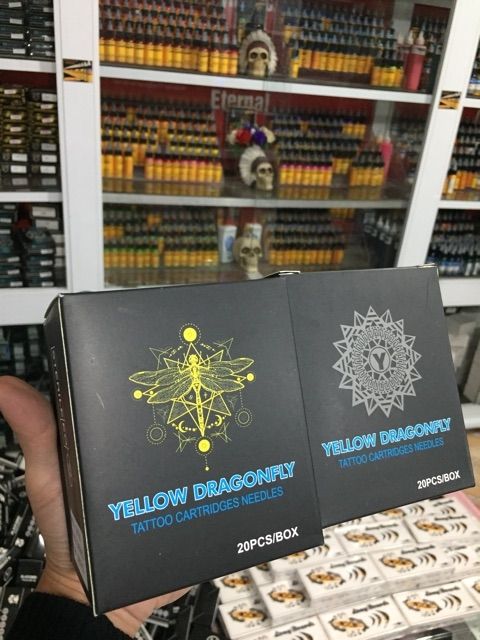 Eternal
YELLOW DRAGONFLY
TATTOO CARTRIDGES NEEDLES
20PCS/BOX
Y
YELLOW DRAGONFLY
TATTOO CARTRIDGES NEEDLES
20PCS/BOX